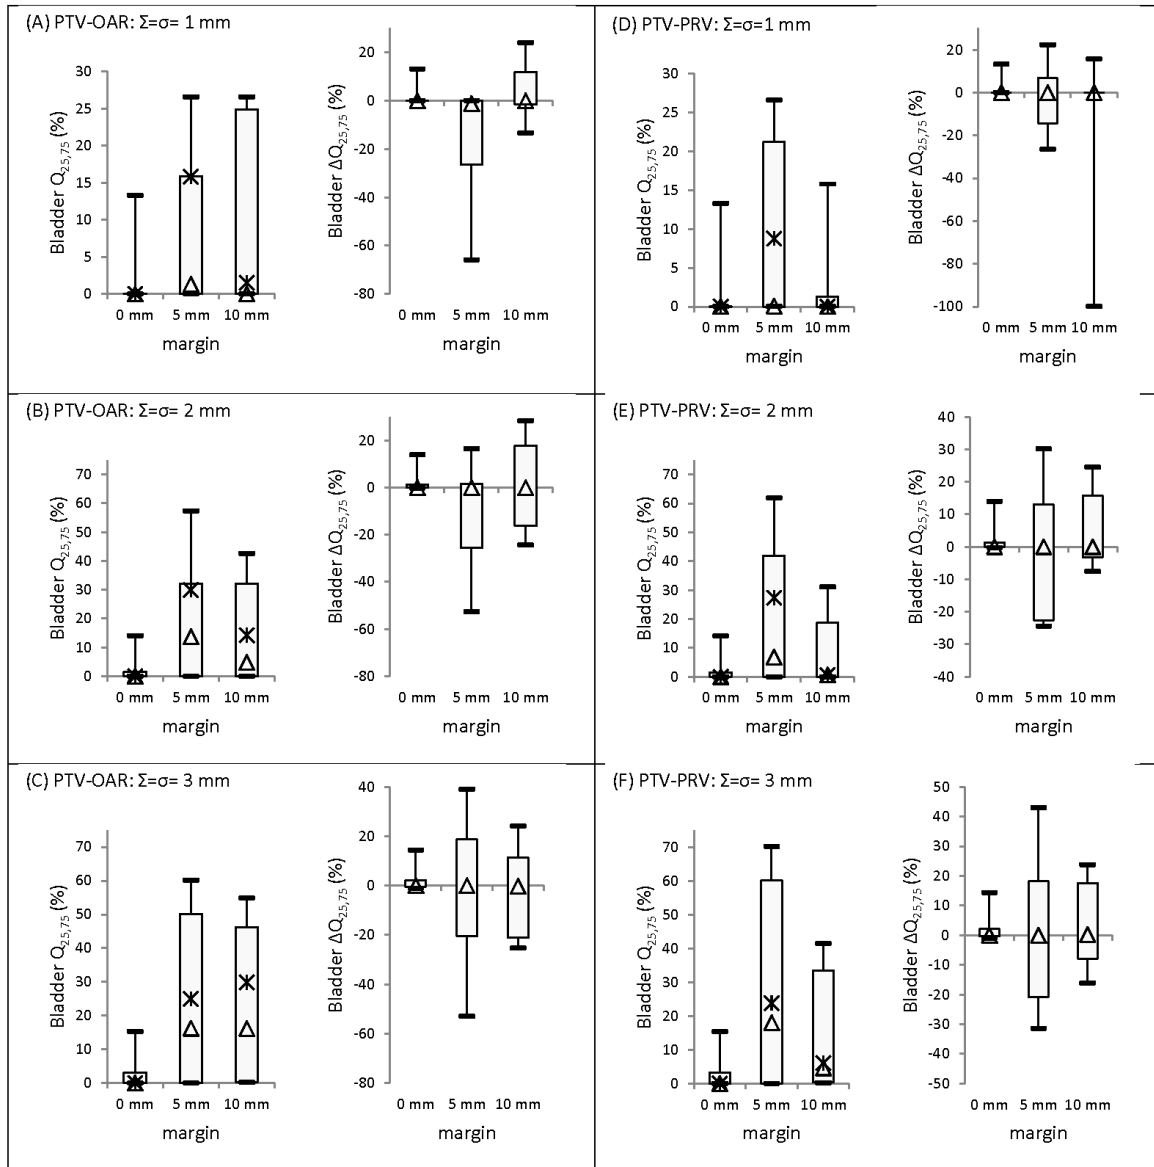 (A) PTV-OAR: Σ=σ= 1 mm
Bladder Q25,75 (%)
30
25
20
15
10
5
0
0 mm 5 mm 10 mm
margin
Bladder ΔQ25,75 (%)
20
0
-20
-40
-60
-80
0 mm 5 mm 10 mm
margin
(D) PTV-PRV: Σ=σ=1 mm
Bladder Q25,75 (%)
30
25
20
15
10
5
0
0 mm 5 mm 10 mm
margin
Bladder ΔQ25,75 (%)
20
0
-20
-40
-60
-80
-100
0 mm 5 mm 10 mm
margin
(B) PTV-OAR: Σ=σ= 2 mm
Bladder Q25,75 (%)
70
60
50
40
30
20
10
0
0 mm 5 mm 10 mm
margin
Bladder ΔQ25,75 (%)
20
0
-20
-40
-60
-80
0 mm 5 mm 10 mm
margin
(E) PTV-PRV: Σ=σ= 2 mm
Bladder Q25,75 (%)
70
60
50
40
30
20
10
0
0 mm 5 mm 10 mm
margin
Bladder ΔQ25,75 (%)
40
30
20
10
0
-10
-20
-30
-40
0 mm 5 mm 10 mm
margin
(C) PTV-OAR: Σ=σ= 3 mm
Bladder Q25,75 (%)
70
60
50
40
30
20
10
0
0 mm 5 mm 10 mm
margin
Bladder ΔQ25,75 (%)
40
20
0
-20
-40
-60
-80
0 mm 5 mm 10 mm
margin
(F) PTV-PRV: Σ=σ= 3 mm
Bladder Q25,75 (%)
70
60
50
40
30
20
10
0
0 mm 5 mm 10 mm
margin
Bladder ΔQ25,75 (%)
50
40
30
20
10
0
-10
-20
-30
-40
-50
0 mm 5 mm 10 mm
margin